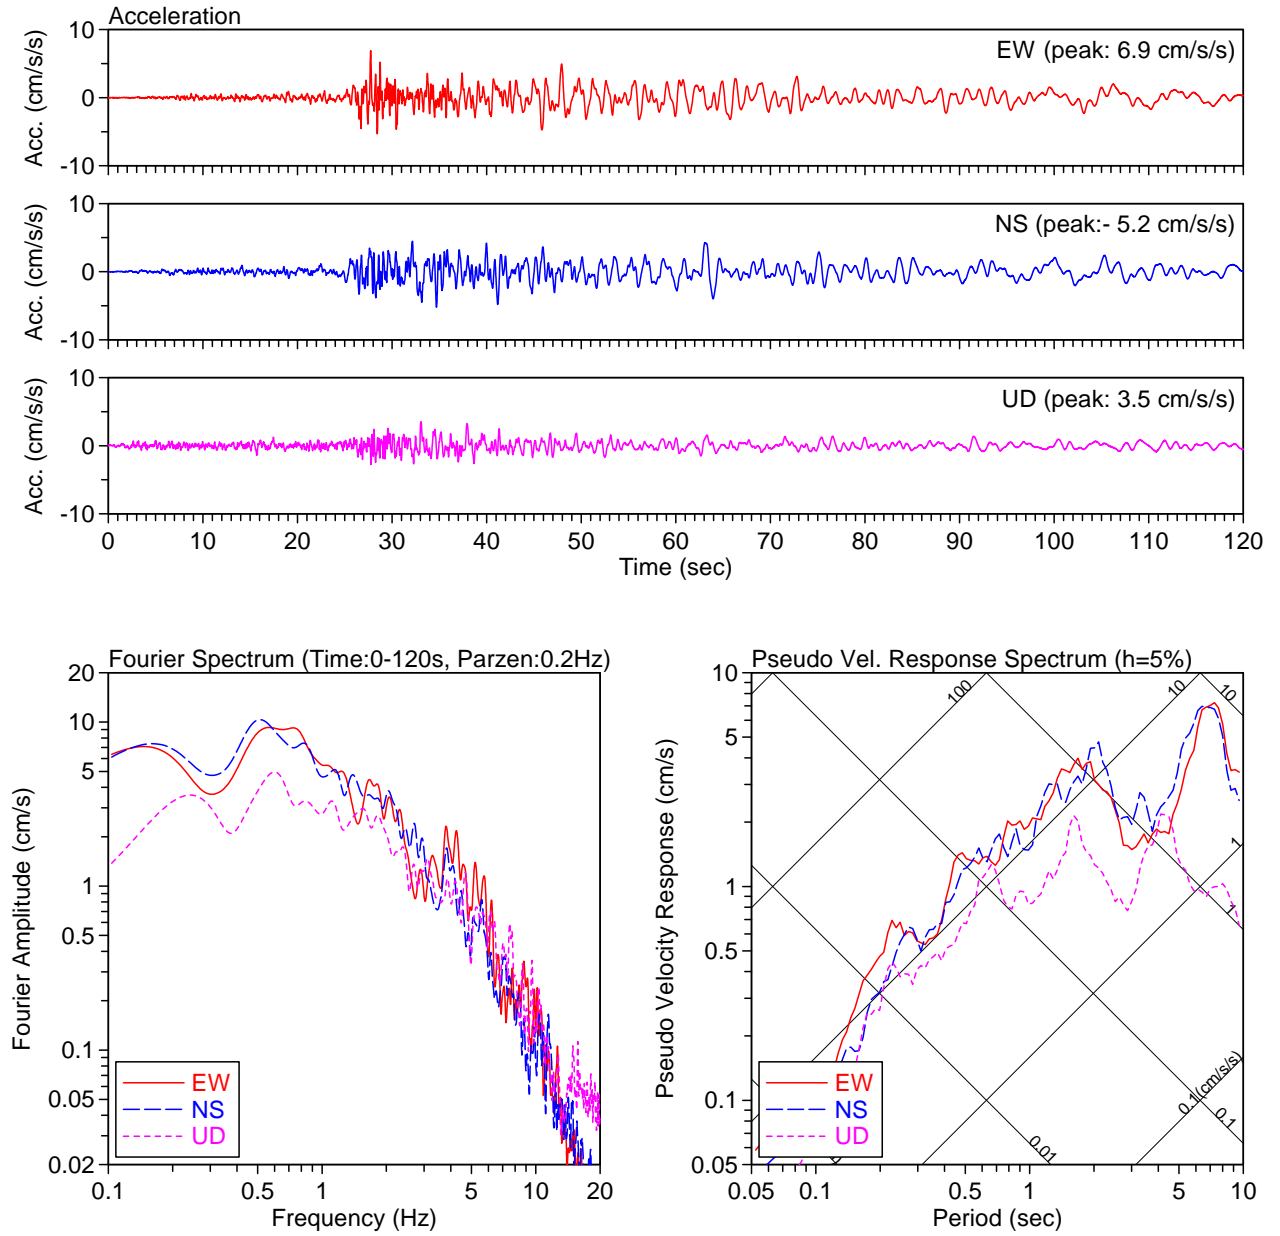 Acceleration
10
0
-10
Acc. (cm/s/s)
EW (peak: 6.9 cm/s/s)
10
0
-10
Acc. (cm/s/s)
NS (peak:- 5.2 cm/s/s)
10
0
-10
Acc. (cm/s/s)
UD (peak: 3.5 cm/s/s)
0 10 20 30 40 50 60 70 80 90 100 110 120
Time (sec)
Fourier Spectrum (Time:0-120s, Parzen:0.2Hz)
20
10
5
1
0.5
0.1
0.05
0.02
Fourier Amplitude (cm/s)
EW
NS
UD
0.1 0.5 1 5 10 20
Frequency (Hz)
Pseudo Vel. Response Spectrum (h=5%)
10
5
1
0.5
0.1
0.05
Pseudo Velocity Response (cm/s)
100
10
10
1
1
0.1 (cm/s/s)
0.1
0.01
EW
NS
UD
0.05 0.1 0.5 1 5 10
Period (sec)